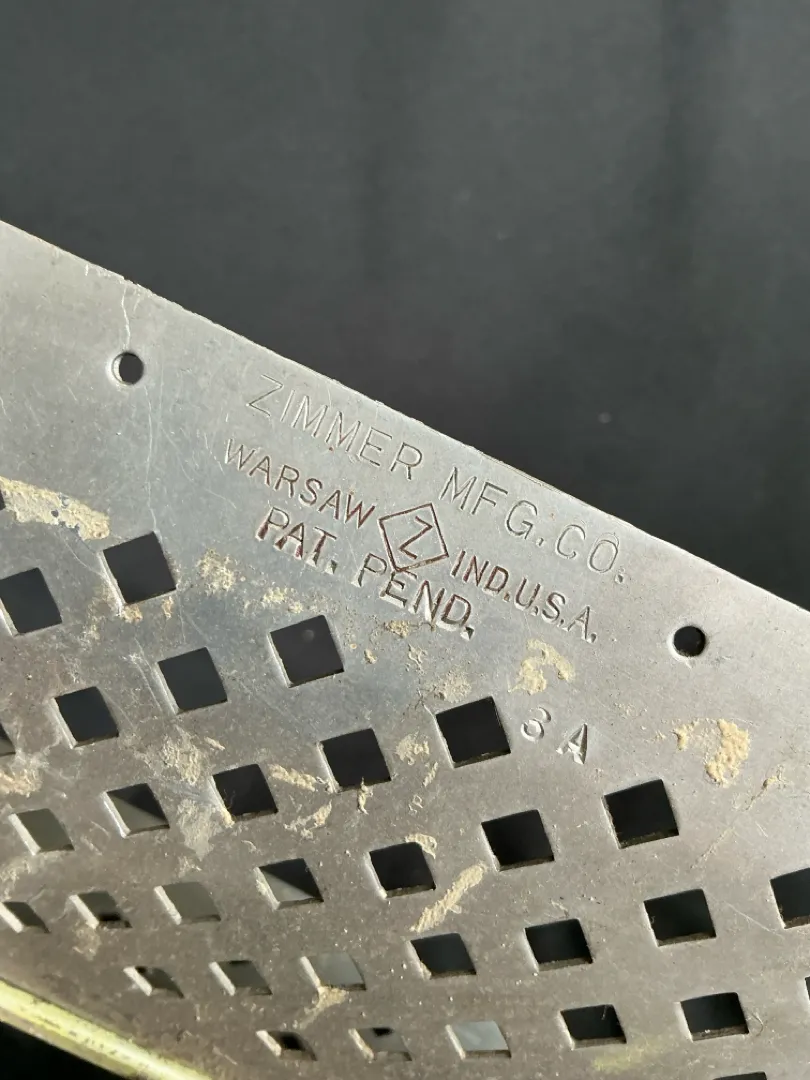 ZIMMER MFG. CO.
WARSAW Z IND. U.S.A.
PAT. PEND.
3 A